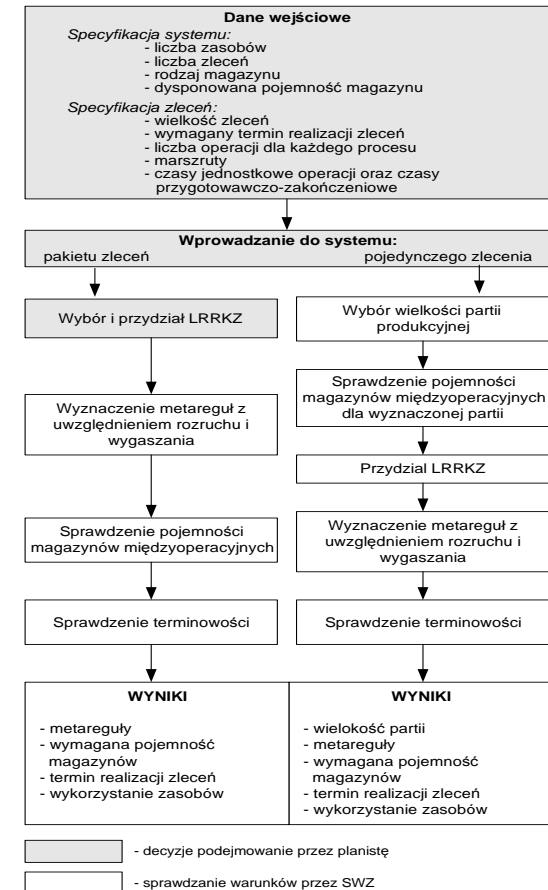 Dane wejściowe
Specyfikacja systemu:
- liczba zasobów
- liczba zleceń
- rodzaj magazynu
- dysponowana pojemność magazynu
Specyfikacja zleceń:
- wielkość zleceń
- wymagany termin realizacji zleceń
- liczba operacji dla każdego procesu
- marszruty
- czasy jednostkowe operacji oraz czasy
przygotowawczo-zakończeniowe
Wprowadzanie do systemu:
pakietu zleceń
pojedynczego zlecenia
Wybór i przydział LRRKZ
Wyznaczenie metareguł z
uwzględnieniem rozruchu i
wygaszania
Sprawdzenie pojemności
magazynów międzyoperacyjnych
Sprawdzenie terminowości
WYNIKI
- metareguły
- wymagana pojemność
magazynów
- termin realizacji zleceń
- wykorzystanie zasobów
Wybór wielkości partii
produkcyjnej
Sprawdzenie pojemności
magazynów międzyoperacyjnych
dla wyznaczonej partii
Przydzial LRRKZ
Wyznaczenie metareguł z
uwzględnieniem rozruchu i
wygaszania
Sprawdzenie terminowości
WYNIKI
- wielokość partii
- metareguły
- wymagana pojemność
magazynów
- termin realizacji zleceń
- wykorzystanie zasobów
- decyzje podejmowanie przez planistę
- sprawdzanie warunków przez SWZ